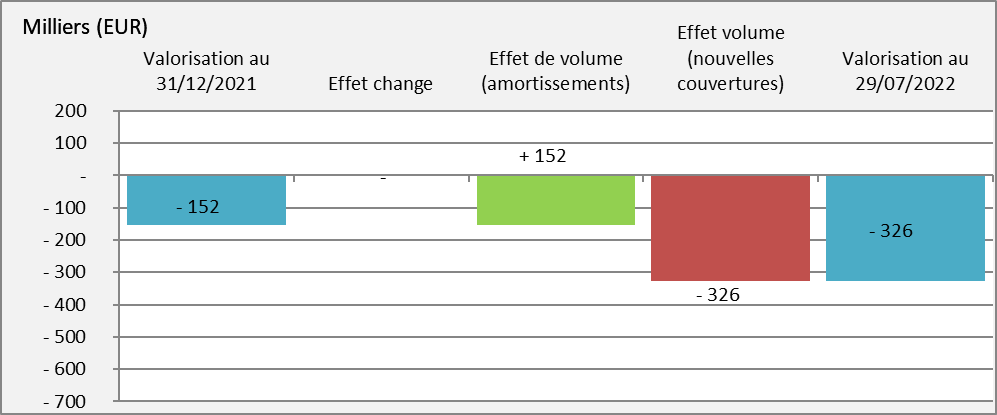 Milliers (EUR)
Valorisation au
31/12/2021
Effet change
Effet de volume
(amortissements)
Effet volume
(nouvelles
couvertures)
Valorisation au
29/07/2022
200
100
-
- 100
- 200
- 300
- 400
- 500
- 600
- 700
- 152
-
+ 152
- 326
- 326